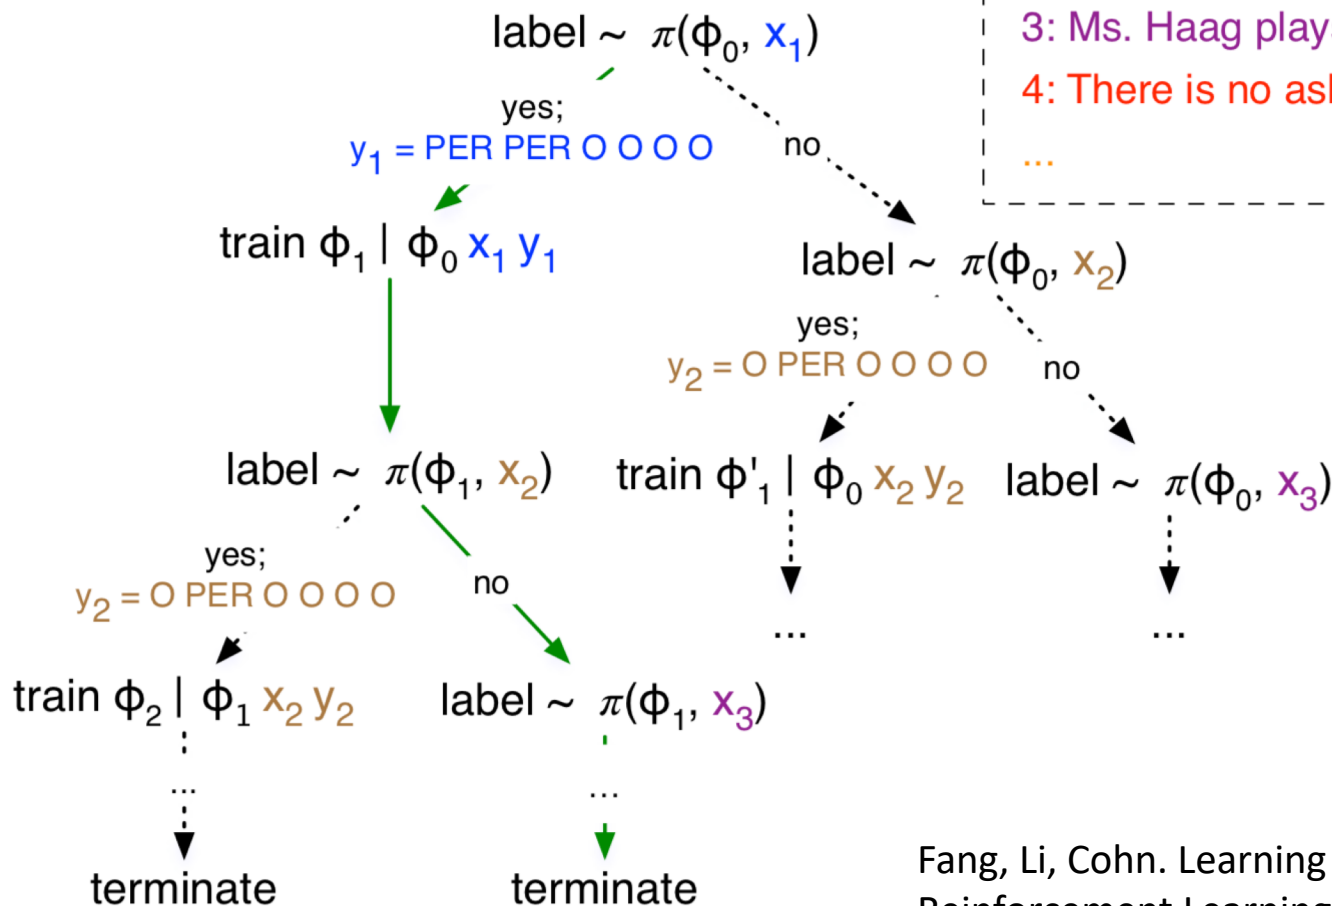 label ~ π(ϕ₀, x₁)
3: Ms. Haag
4: There is no
...
yes;
y₁ = PER PER O O O O
no
train ϕ₁ | ϕ₀ x₁ y₁
label ~ π(ϕ₀, x₂)
yes;
y₂ = O PER O O O O
no
label ~ π(ϕ₁, x₂)
train ϕ'₁ | ϕ₀ x₂ y₂
label ~ π(ϕ₀, x₃)
yes;
y₂ = O PER O O O O
no
...
...
train ϕ₂ | ϕ₁ x₂ y₂
label ~ π(ϕ₁, x₃)
...
...
terminate
terminate
Fang, Li, Cohn. Learning
Reinforcement Learning